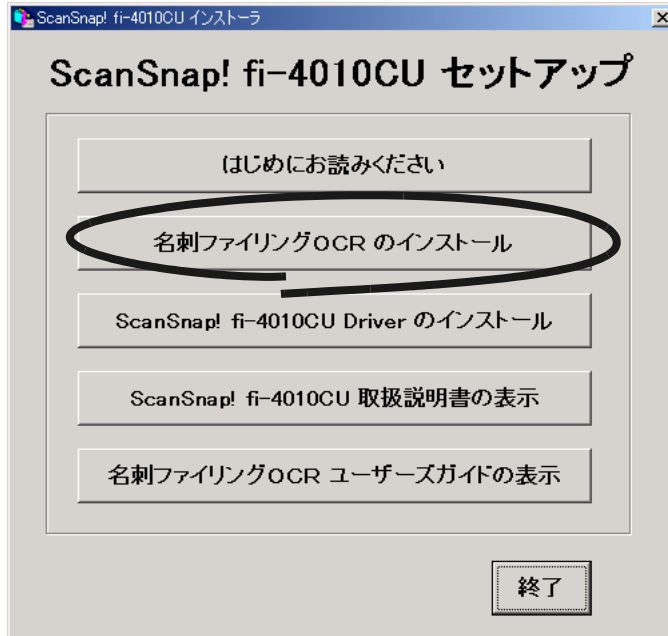 ScanSnap! fi-4010CU インストーラ
ScanSnap! fi-4010CU セットアップ
はじめにお読みください
名刺ファイリングOCR のインストール
ScanSnap! fi-4010CU Driver のインストール
ScanSnap! fi-4010CU 取扱説明書の表示
名刺ファイリングOCR ユーザーズガイドの表示
終了